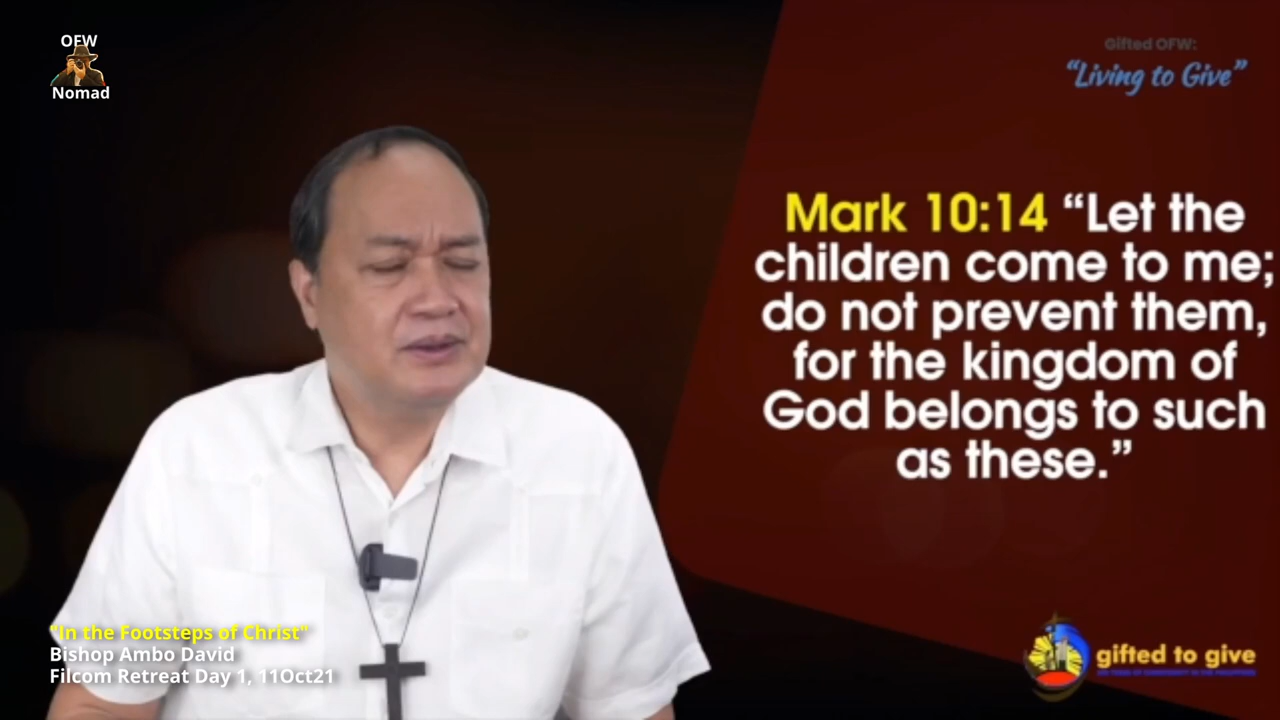 OFW
Nomad
Gifted OFW:
"Living to Give"
Mark 10:14 “Let the
children come to me;
do not prevent them,
for the kingdom of
God belongs to such
as these.”
"In the Footsteps of Christ"
Bishop Ambo David
Filcom Retreat Day 1, 11Oct21
gifted to give